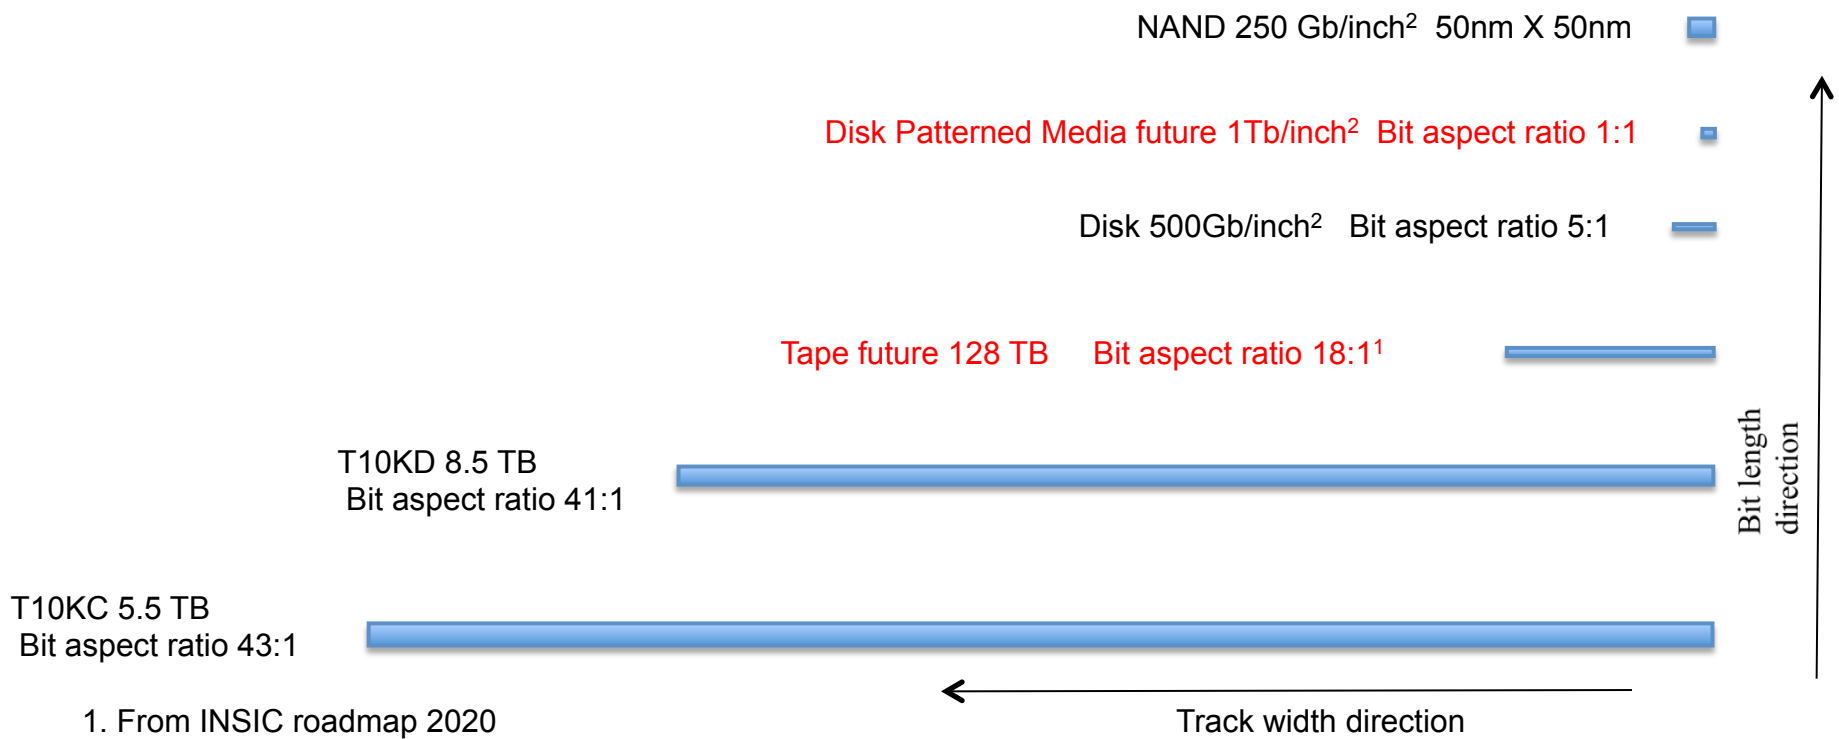 NAND 250 Gb/inch² 50nm X 50nm
Disk Patterned Media future 1Tb/inch² Bit aspect ratio 1:1
Disk 500Gb/inch² Bit aspect ratio 5:1
Tape future 128 TB Bit aspect ratio 18:1¹
Bit length
direction
T10KD 8.5 TB
Bit aspect ratio 41:1
T10KC 5.5 TB
Bit aspect ratio 43:1
1. From INSIC roadmap 2020
Track width direction